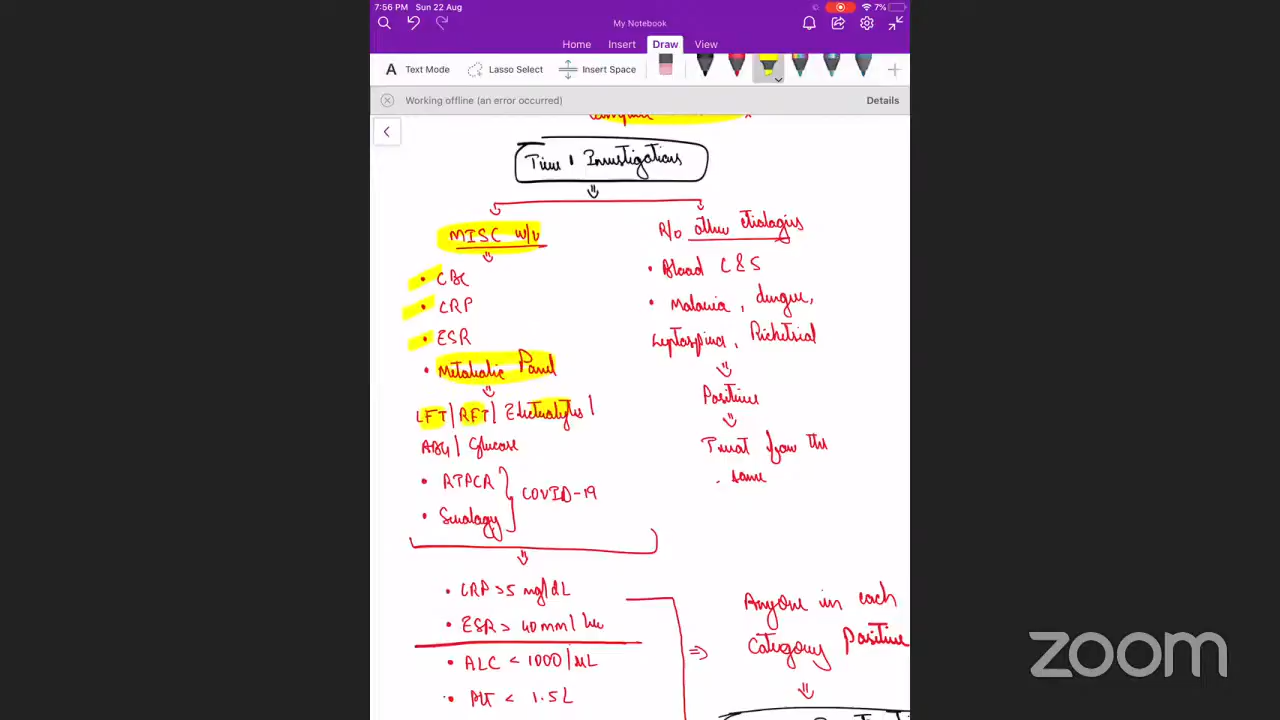 7:56 PM Sun 22 Aug
7%
My Notebook
Home Insert Draw View
Text Mode Lasso Select Insert Space
Working offline (an error occurred) Details
Tier 1 Investigations
MISC w/u
• CBC
• CRP
• ESR
• Metabolic Panel
LFT | RFT | Electrolytes |
ABG | Glucose
• RTPCR
• Serology
COVID-19
• CRP > 5 mg/dL
• ESR > 40 mm/hr
• ALC < 1000/μL
• Plt < 1.5L
R/o other etiologies
• Blood C & S
• Malaria, dengue,
Leptospira, Ricketsial
Positive
Treat for the
same
Anyone in each
Category Positive
zoom